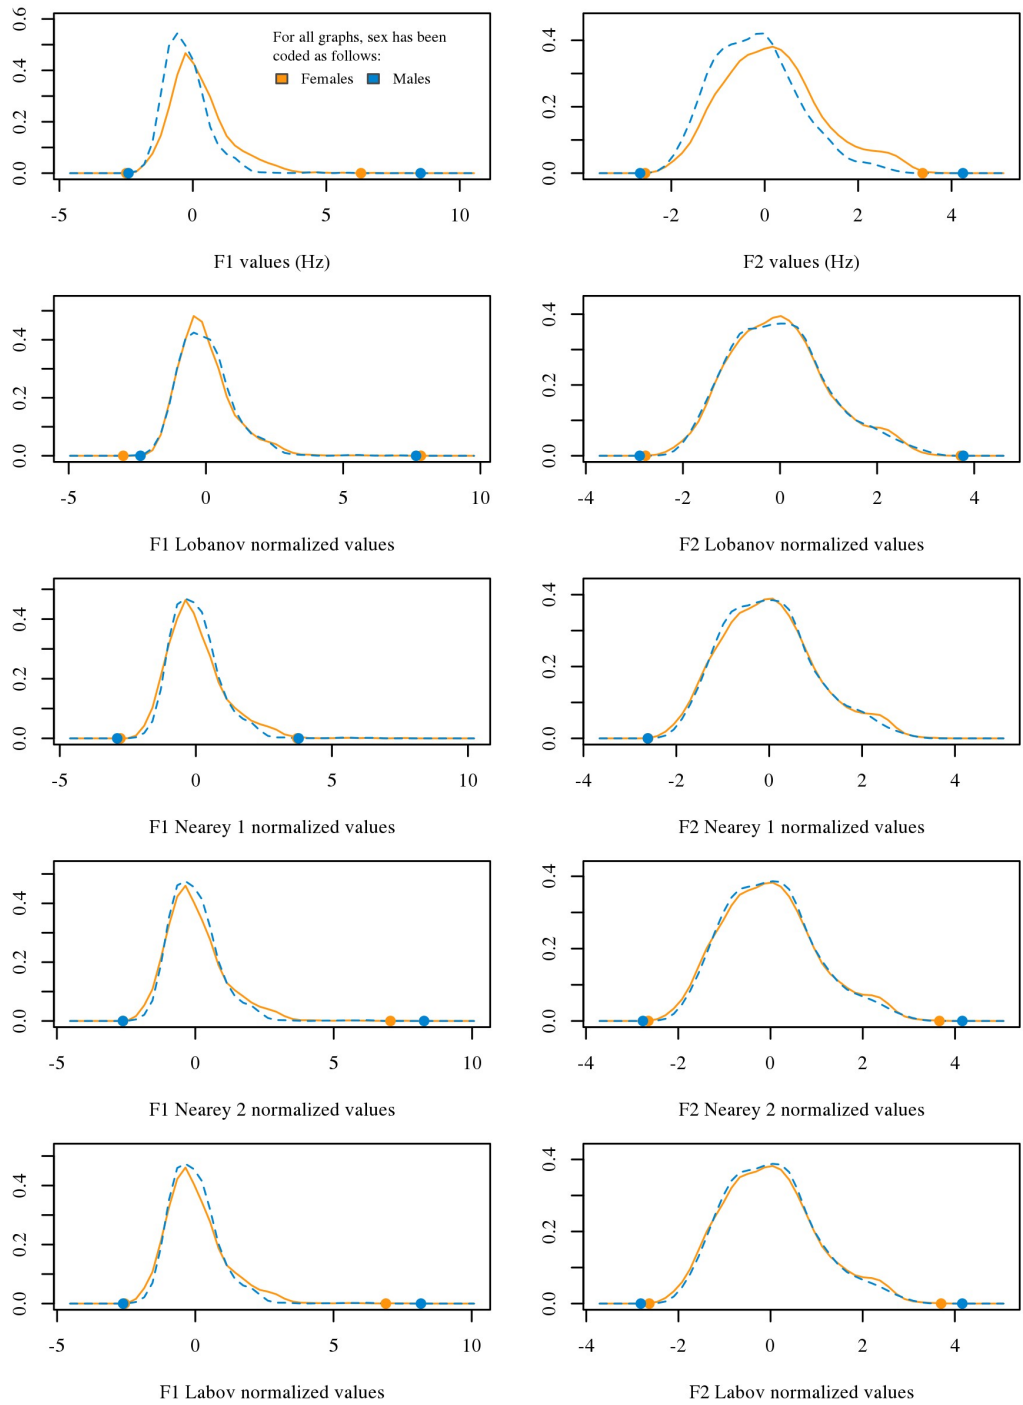 0.0 0.2 0.4 0.6
For all graphs, sex has been
coded as follows:
Females Males
-5 0 5 10
F1 values (Hz)
0.0 0.2 0.4
-2 0 2 4
F2 values (Hz)
0.0 0.2 0.4
-5 0 5 10
F1 Lobanov normalized values
0.0 0.2 0.4
-4 -2 0 2 4
F2 Lobanov normalized values
0.0 0.2 0.4
-5 0 5 10
F1 Nearey 1 normalized values
0.0 0.2 0.4
-4 -2 0 2 4
F2 Nearey 1 normalized values
0.0 0.2 0.4
-5 0 5 10
F1 Nearey 2 normalized values
0.0 0.2 0.4
-4 -2 0 2 4
F2 Nearey 2 normalized values
0.0 0.2 0.4
-5 0 5 10
F1 Labov normalized values
0.0 0.2 0.4
-4 -2 0 2 4
F2 Labov normalized values